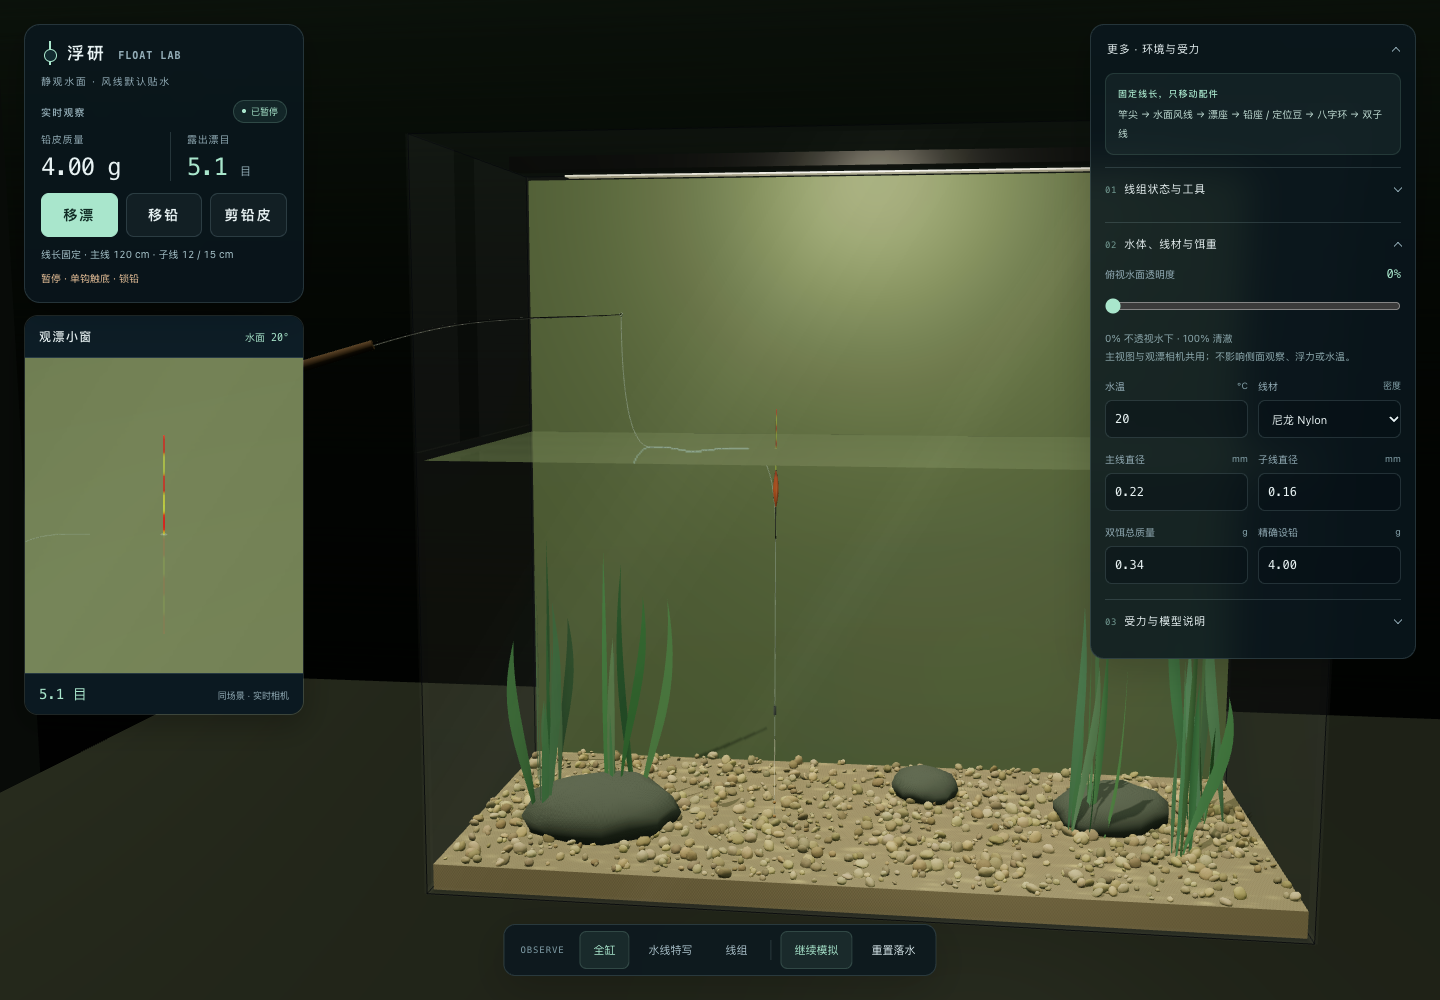 浮研 FLOAT LAB
静观水面 · 风线默认贴水
实时观察 已暂停
铅皮质量 露出漂目
4.00 g 5.1 目
移漂 移铅 剪铅皮
线长固定 · 主线 120 cm · 子线 12 / 15 cm
暂停 · 单钩触底 · 锁铅
观漂小窗 水面 20°
5.1 目 同场景 · 实时相机
更多 · 环境与受力
固定线长，只移动配件
竿尖 → 水面风线 → 漂座 → 铅座 / 定位豆 → 八字环 → 双子
线
01 线组状态与工具
02 水体、线材与饵重
俯视水面透明度 0%
0% 不透视水下 · 100% 清澈
主视图与观漂相机共用；不影响侧面观察、浮力或水温。
水温 °C 线材 密度
20 尼龙 Nylon
主线直径 mm 子线直径 mm
0.22 0.16
双饵总质量 g 精确设铅 g
0.34 4.00
03 受力与模型说明
OBSERVE 全缸 水线特写 线组 继续模拟 重置落水